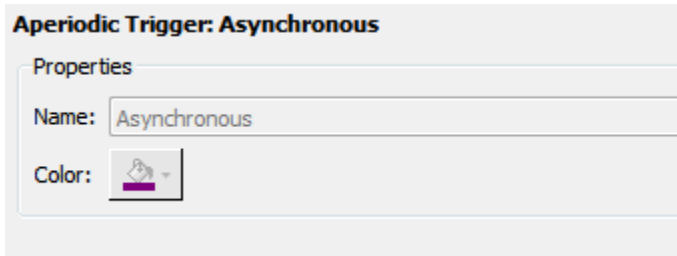 Aperiodic Trigger: Asynchronous
Properties
Name: Asynchronous
Color: